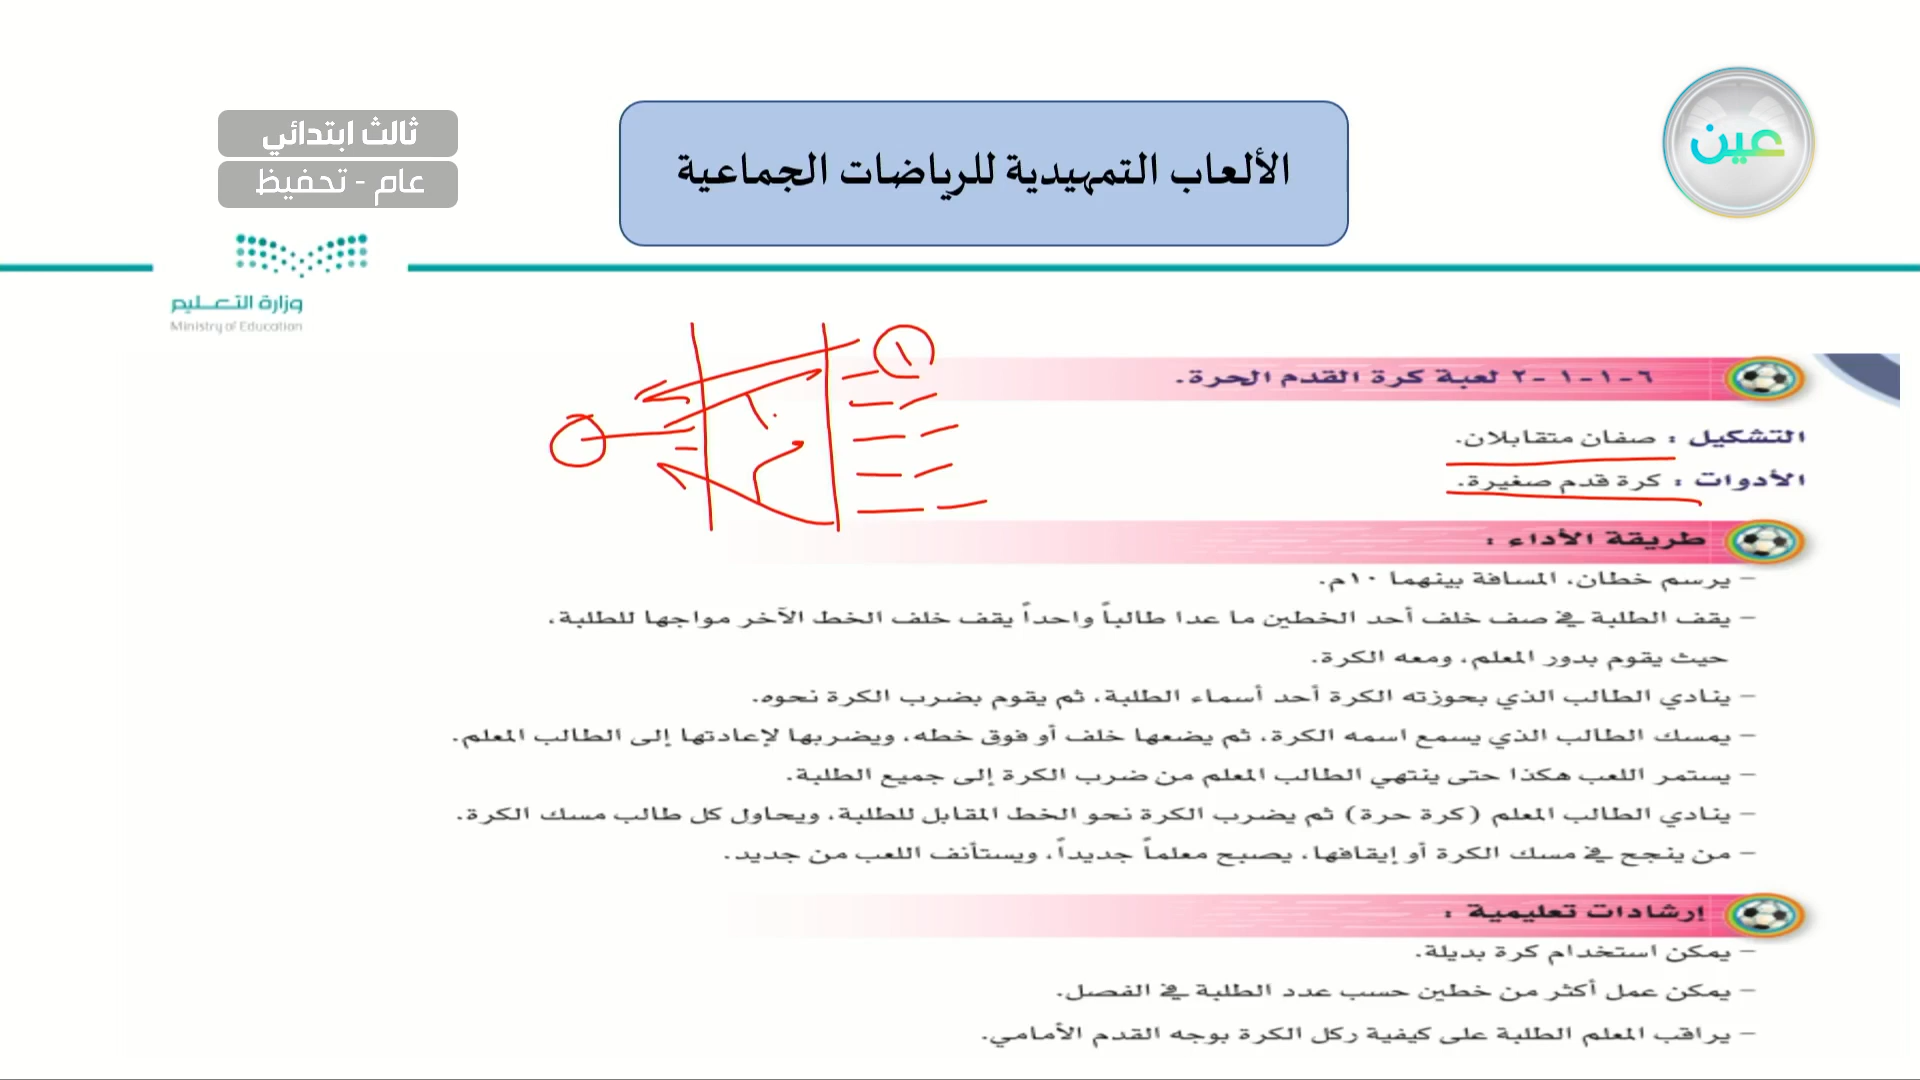 ثالث ابتدائي
عام - تحفيظ
الألعاب التمهيدية للرياضات الجماعية
عين
وزارة التعليم
Ministry of Education
١
٦-١-١-٢ لعبة كرة القدم الحرة.
التشكيل : صفان متقابلان.
الأدوات : كرة قدم صغيرة.
طريقة الأداء :
– يرسم خطان، المسافة بينهما ١٠م.
– يقف الطلبة في صف خلف أحد الخطين ما عدا طالباً واحداً يقف خلف الخط الآخر مواجها للطلبة،
حيث يقوم بدور المعلم، ومعه الكرة.
– ينادي الطالب الذي بحوزته الكرة أحد أسماء الطلبة، ثم يقوم بضرب الكرة نحوه.
– يمسك الطالب الذي يسمع اسمه الكرة، ثم يضعها خلف أو فوق خطه، ويضربها لإعادتها إلى الطالب المعلم.
– يستمر اللعب هكذا حتى ينتهي الطالب المعلم من ضرب الكرة إلى جميع الطلبة.
– ينادي الطالب المعلم (كرة حرة) ثم يضرب الكرة نحو الخط المقابل للطلبة، ويحاول كل طالب مسك الكرة.
– من ينجح في مسك الكرة أو إيقافها، يصبح معلماً جديداً، ويستأنف اللعب من جديد.
إرشادات تعليمية :
– يمكن استخدام كرة بديلة.
– يمكن عمل أكثر من خطين حسب عدد الطلبة في الفصل.
– يراقب المعلم الطلبة على كيفية ركل الكرة بوجه القدم الأمامي.